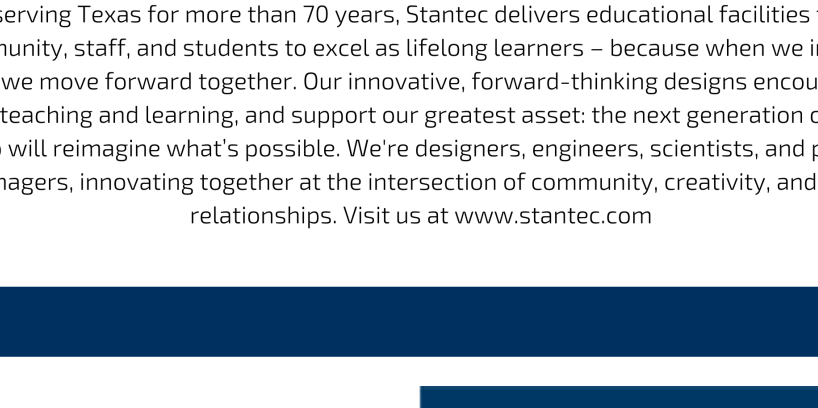 serving Texas for more than 70 years, Stantec delivers educational facilities
staff, and students to excel as lifelong learners – because when we
we move forward together. Our innovative, forward-thinking designs
teaching and learning, and support our greatest asset: the next generation
will reimagine what's possible. We're designers, engineers, scientists, and
innovating together at the intersection of community, creativity, and
relationships. Visit us at www.stantec.com